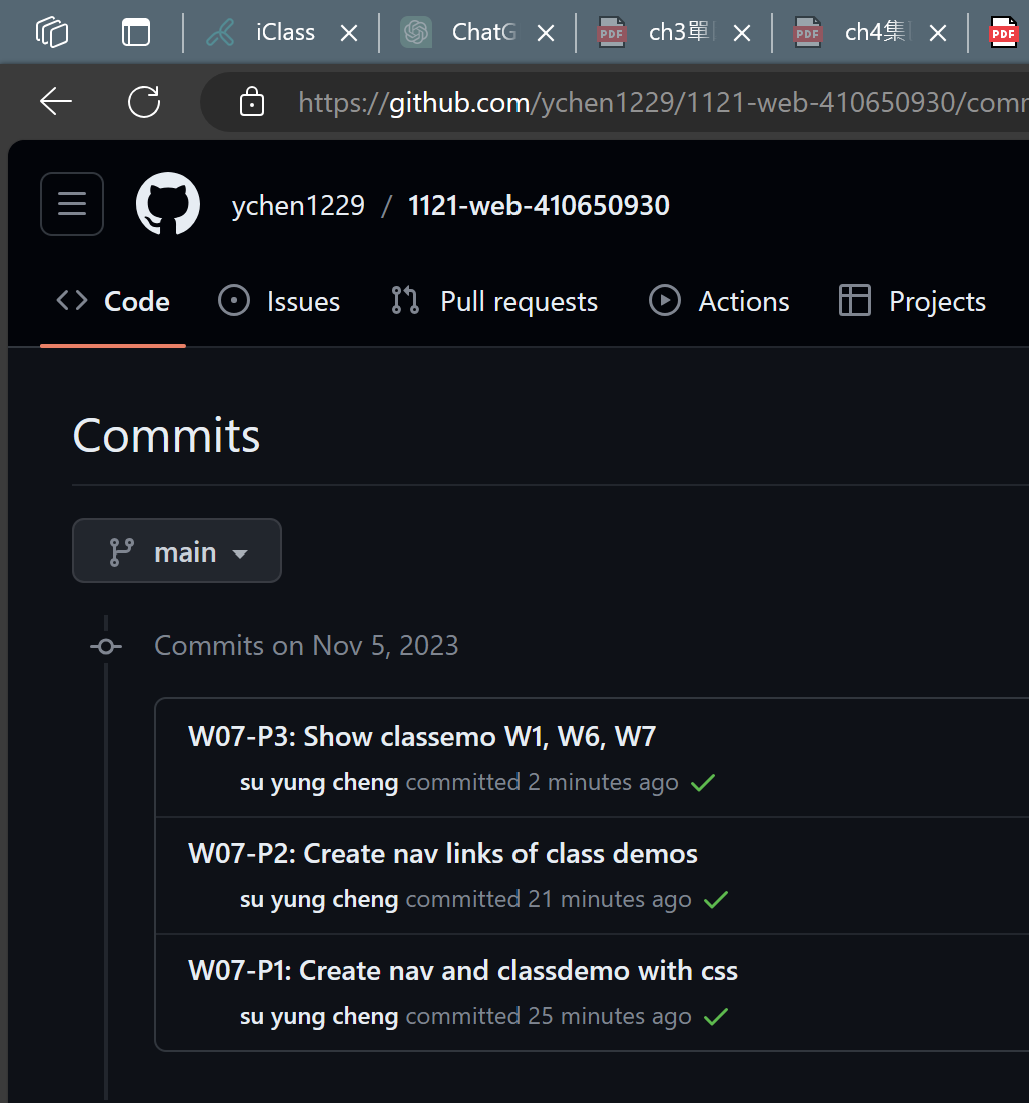 iClass ChatG ch3單 ch4集
PDF PDF PDF
https://github.com/ychen1229/1121-web-410650930/com
ychen1229 / 1121-web-410650930
Code Issues Pull requests Actions Projects
Commits
main
Commits on Nov 5, 2023
W07-P3: Show classemo W1, W6, W7
su yung cheng committed 2 minutes ago
W07-P2: Create nav links of class demos
su yung cheng committed 21 minutes ago
W07-P1: Create nav and classdemo with css
su yung cheng committed 25 minutes ago